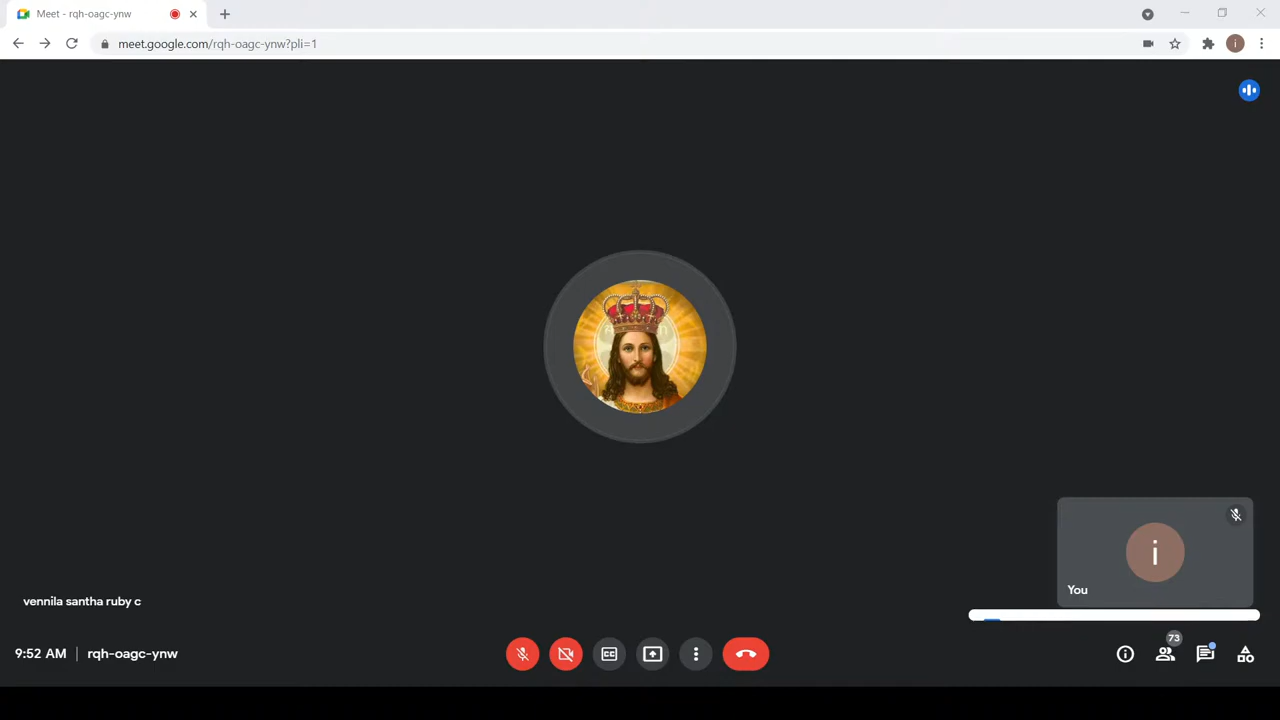 Meet - rqh-oagc-ynw
meet.google.com/rqh-oagc-ynw?pli=1
i
i
You
vennila santha ruby c
9:52 AM | rqh-oagc-ynw
CC
73